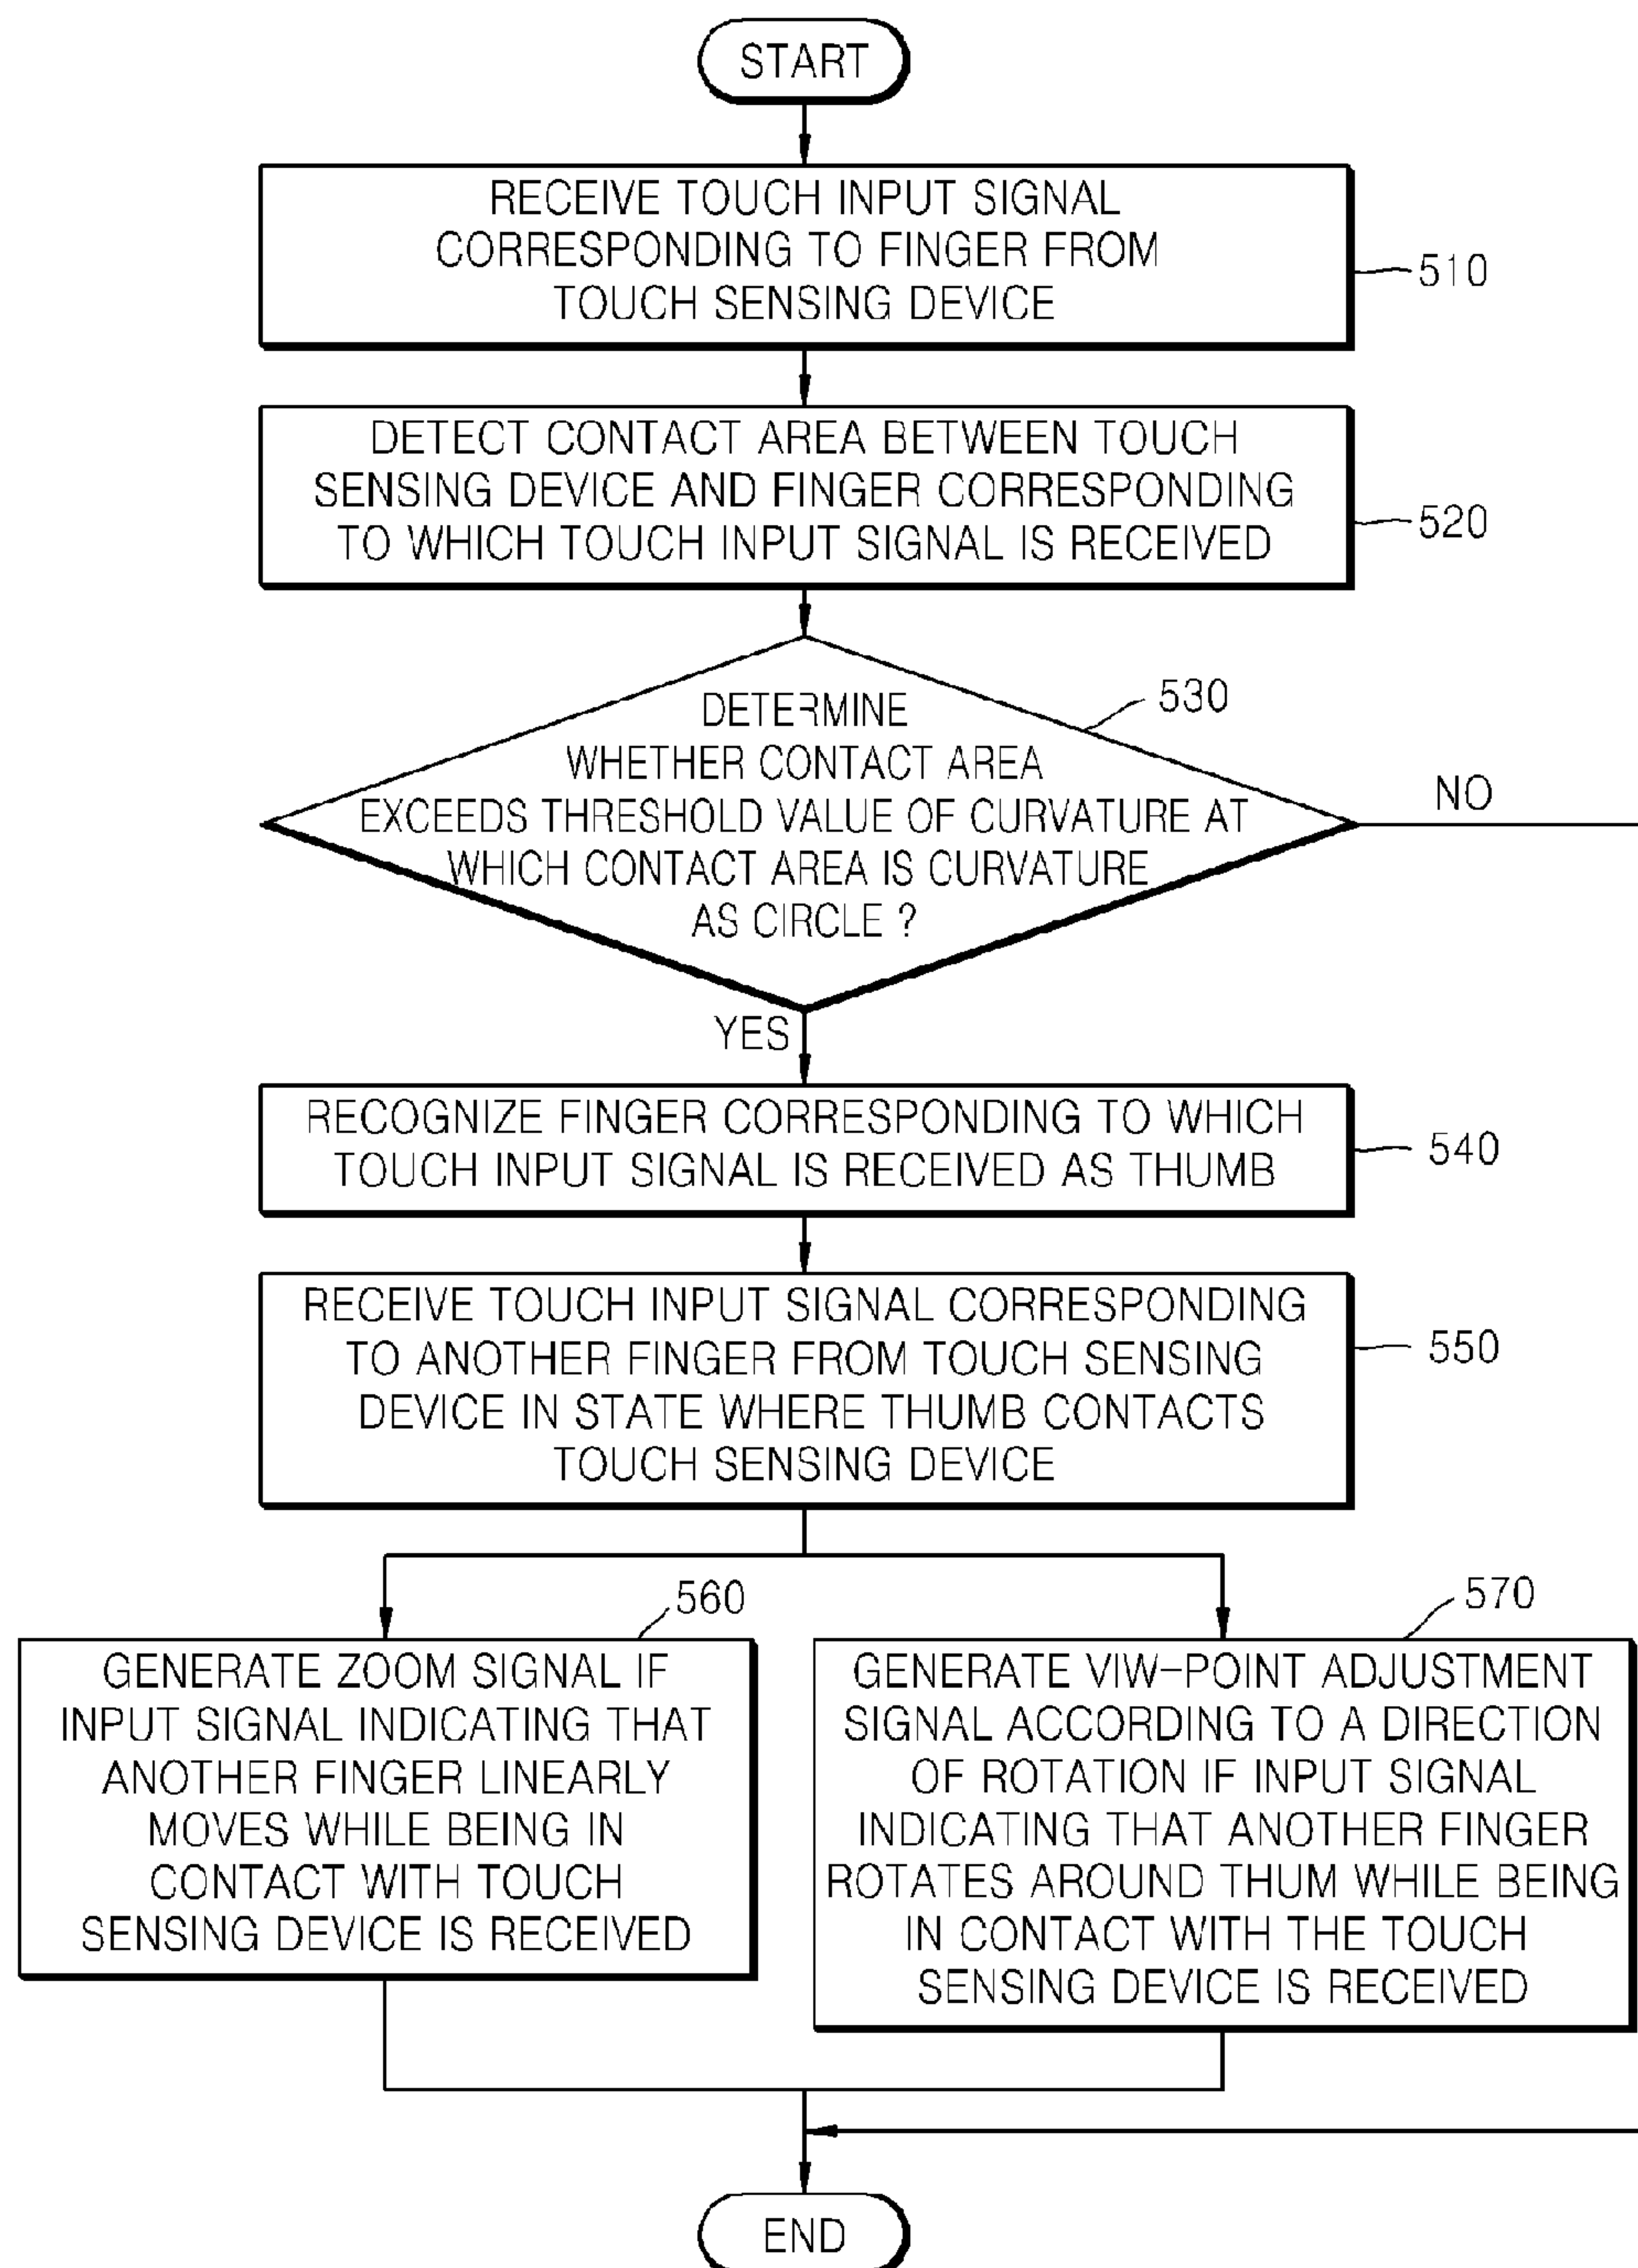 START
RECEIVE TOUCH INPUT SIGNAL
CORRESPONDING TO FINGER FROM
TOUCH SENSING DEVICE
510
DETECT CONTACT AREA BETWEEN TOUCH
SENSING DEVICE AND FINGER CORRESPONDING
TO WHICH TOUCH INPUT SIGNAL IS RECEIVED
520
530
DETERMINE
WHETHER CONTACT AREA
EXCEEDS THRESHOLD VALUE OF CURVATURE AT
WHICH CONTACT AREA IS CURVATURE
AS CIRCLE ?
NO
YES
RECOGNIZE FINGER CORRESPONDING TO WHICH
TOUCH INPUT SIGNAL IS RECEIVED AS THUMB
540
RECEIVE TOUCH INPUT SIGNAL CORRESPONDING
TO ANOTHER FINGER FROM TOUCH SENSING
DEVICE IN STATE WHERE THUMB CONTACTS
TOUCH SENSING DEVICE
550
560
GENERATE ZOOM SIGNAL IF
INPUT SIGNAL INDICATING THAT
ANOTHER FINGER LINEARLY
MOVES WHILE BEING IN
CONTACT WITH TOUCH
SENSING DEVICE IS RECEIVED
570
GENERATE VIW-POINT ADJUSTMENT
SIGNAL ACCORDING TO A DIRECTION
OF ROTATION IF INPUT SIGNAL
INDICATING THAT ANOTHER FINGER
ROTATES AROUND THUM WHILE BEING
IN CONTACT WITH THE TOUCH
SENSING DEVICE IS RECEIVED
END